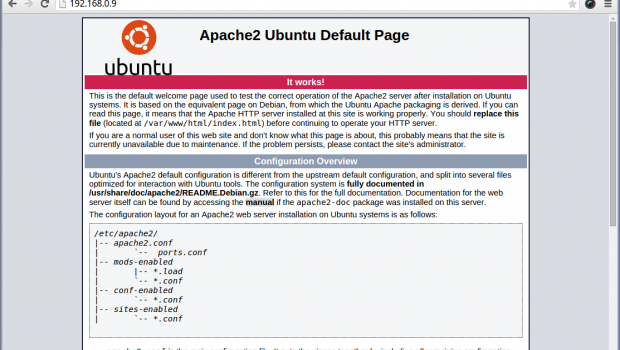 192.168.0.9
Apache2 Ubuntu Default Page
ubuntu
It works!
This is the default welcome page used to test the correct operation of the Apache2 server after installation on Ubuntu
systems. It is based on the equivalent page on Debian, from which the Ubuntu Apache packaging is derived. If you can
read this page, it means that the Apache HTTP server installed at this site is working properly. You should replace this
file (located at /var/www/html/index.html) before continuing to operate your HTTP server.
If you are a normal user of this web site and don't know what this page is about, this probably means that the site is
currently unavailable due to maintenance. If the problem persists, please contact the site's administrator.
Configuration Overview
Ubuntu's Apache2 default configuration is different from the upstream default configuration, and split into several files
optimized for interaction with Ubuntu tools. The configuration system is fully documented in
/usr/share/doc/apache2/README.Debian.gz. Refer to this for the full documentation. Documentation for the web
server itself can be found by accessing the manual if the apache2-doc package was installed on this server.
The configuration layout for an Apache2 web server installation on Ubuntu systems is as follows:
/etc/apache2/
|-- apache2.conf
|       `--  ports.conf
|-- mods-enabled
|       |-- *.load
|       `-- *.conf
|-- conf-enabled
|       `-- *.conf
|-- sites-enabled
|       `-- *.conf